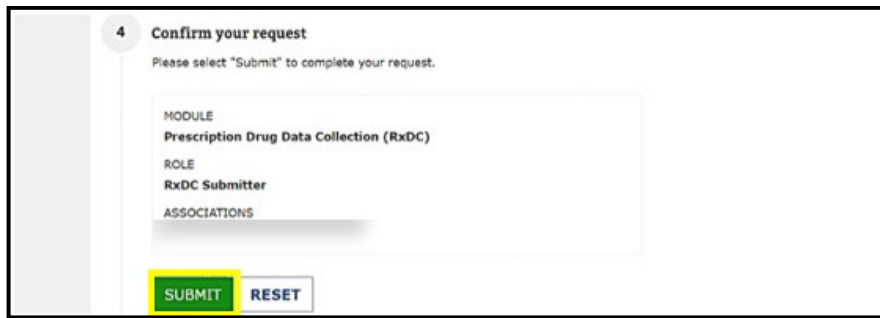 4 Confirm your request
Please select "Submit" to complete your request.
MODULE
Prescription Drug Data Collection (RxDC)
ROLE
RxDC Submitter
ASSOCIATIONS
SUBMIT RESET